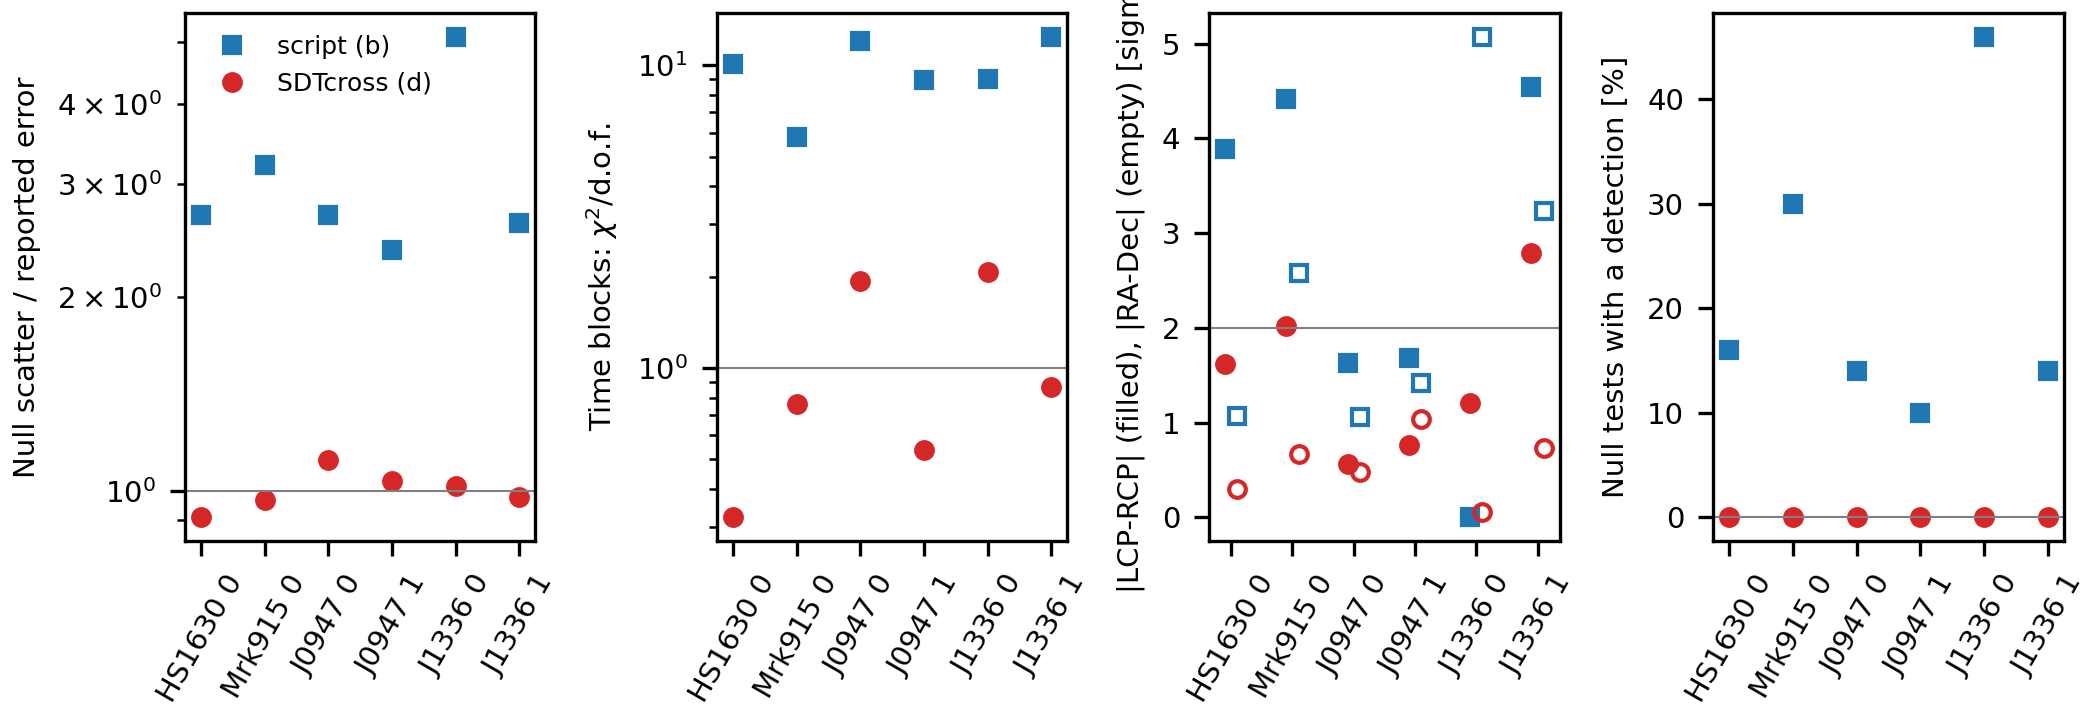 Null scatter / reported error
4 × 10⁰
3 × 10⁰
2 × 10⁰
10⁰
script (b)
SDTcross (d)
HS1630 0
Mrk915 0
J0947 0
J0947 1
J1336 0
J1336 1
Time blocks: χ²/d.o.f.
10¹
10⁰
HS1630 0
Mrk915 0
J0947 0
J0947 1
J1336 0
J1336 1
|LCP-RCP| (filled), |RA-Dec| (empty) [sigm
5
4
3
2
1
0
HS1630 0
Mrk915 0
J0947 0
J0947 1
J1336 0
J1336 1
Null tests with a detection [%]
40
30
20
10
0
HS1630 0
Mrk915 0
J0947 0
J0947 1
J1336 0
J1336 1